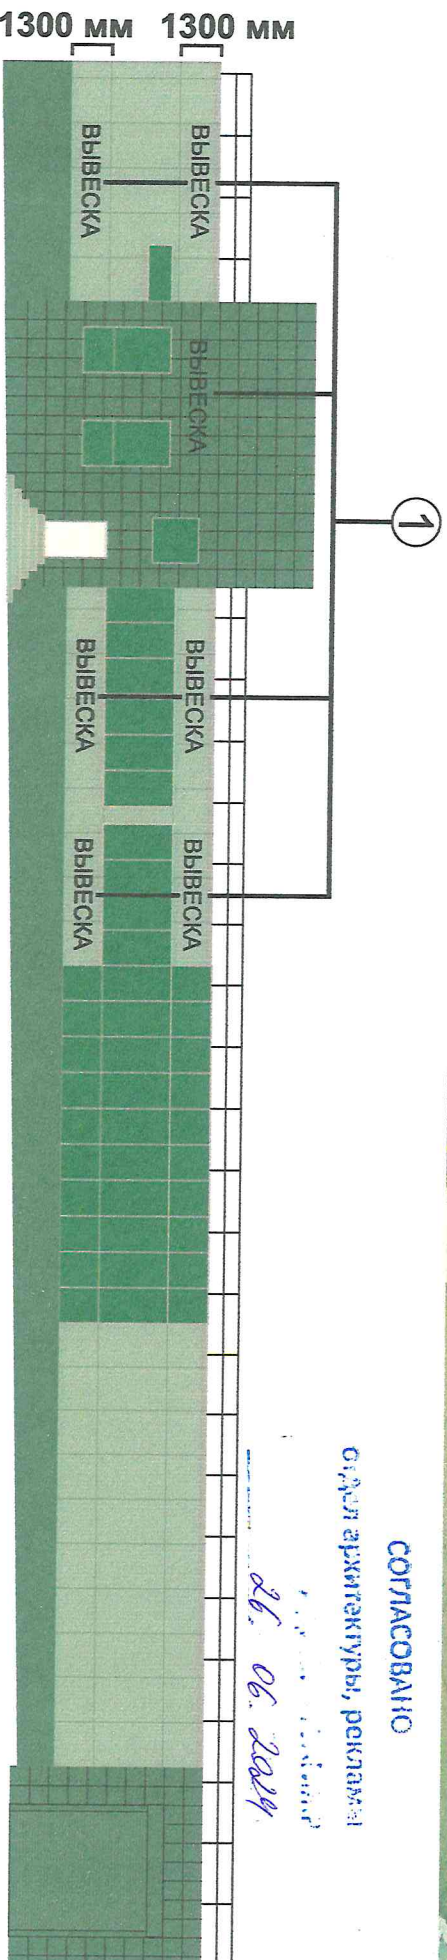 1300 мм 1300 мм
1
ВЫВЕСКА
ВЫВЕСКА
ВЫВЕСКА
ВЫВЕСКА
ВЫВЕСКА
ВЫВЕСКА
ВЫВЕСКА
СОГЛАСОВАНО
отдел архитектуры, рекламы
26. 06. 2024